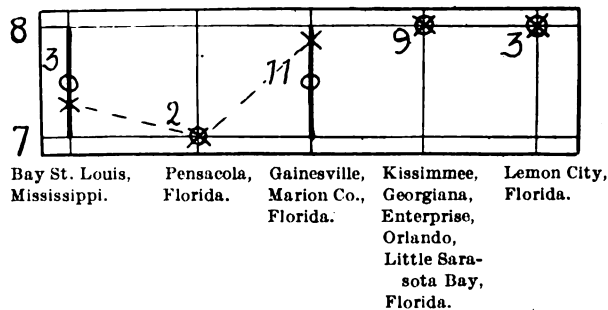 8
3
2
11
9
3
7
Bay St. Louis,
Mississippi.
Pensacola,
Florida.
Gainesville,
Marion Co.,
Florida.
Kissimmee,
Georgiana,
Enterprise,
Orlando,
Little Sara-
sota Bay,
Florida.
Lemon City,
Florida.